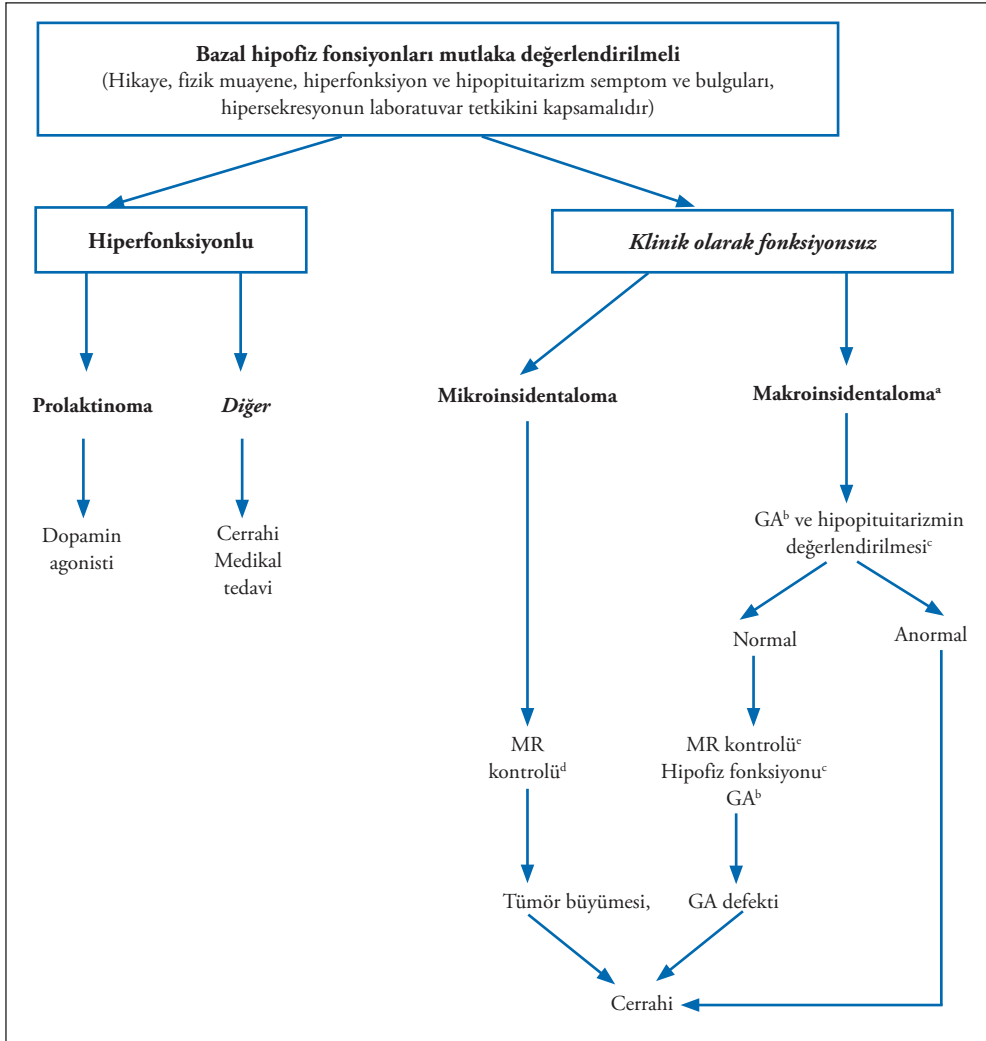 Bazal hipofiz fonsiyonları mutlaka değerlendirilmeli
(Hikaye, fizik muayene, hiperfonksiyon ve hipopituitarizm semptom ve bulguları,
hipersekresyonun laboratuvar tetkikini kapsamalıdır)
Hiperfonksiyonlu
Klinik olarak fonksiyonsuz
Prolaktinoma
Diğer
Mikroinsidentaloma
Makroinsidentalomaᵃ
Dopamin
agonisti
Cerrahi
Medikal
tedavi
GAᵇ ve hipopituitarizmin
değerlendirilmesiᶜ
Normal
Anormal
MR
kontrolüᵈ
MR kontrolüᵉ
Hipofiz fonksiyonuᶜ
GAᵇ
Tümör büyümesi,
GA defekti
Cerrahi